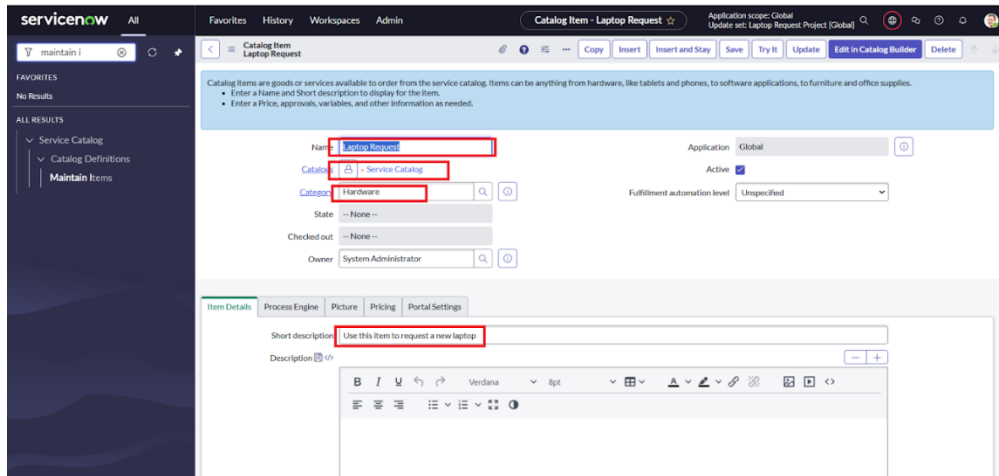 servicenow All Favorites History Workspaces Admin Catalog Item - Laptop Request Application scope: Global
Update set: Laptop Request Project [Global]
maintain i
Catalog Item
Laptop Request
Copy Insert Insert and Stay Save Try It Update Edit in Catalog Builder Delete
FAVORITES
No Results
ALL RESULTS
Service Catalog
Catalog Definitions
Maintain Items
Catalog Items are goods or services available to order from the service catalog. Items can be anything from hardware, like tablets and phones, to software applications, to furniture and office supplies.
• Enter a Name and Short description to display for the item.
• Enter a Price, approvals, variables, and other information as needed.
Name Laptop Request
Application Global
Catalogs - Service Catalog
Active
Category Hardware
Fulfillment automation level Unspecified
State -- None --
Checked out -- None --
Owner System Administrator
Item Details Process Engine Picture Pricing Portal Settings
Short description Use this item to request a new laptop
Description
B I U Verdana 8pt A